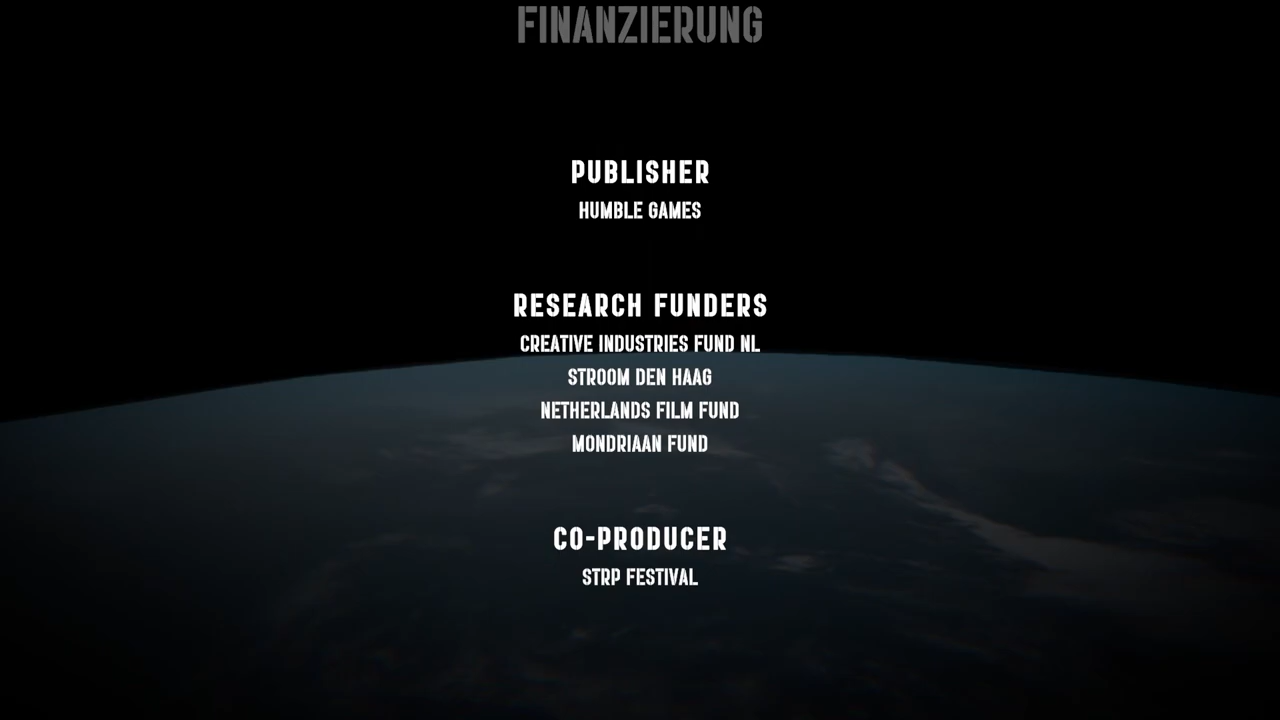 FINANZIERUNG
PUBLISHER
HUMBLE GAMES
RESEARCH FUNDERS
CREATIVE INDUSTRIES FUND NL
STROOM DEN HAAG
NETHERLANDS FILM FUND
MONDRIAAN FUND
CO-PRODUCER
STRP FESTIVAL